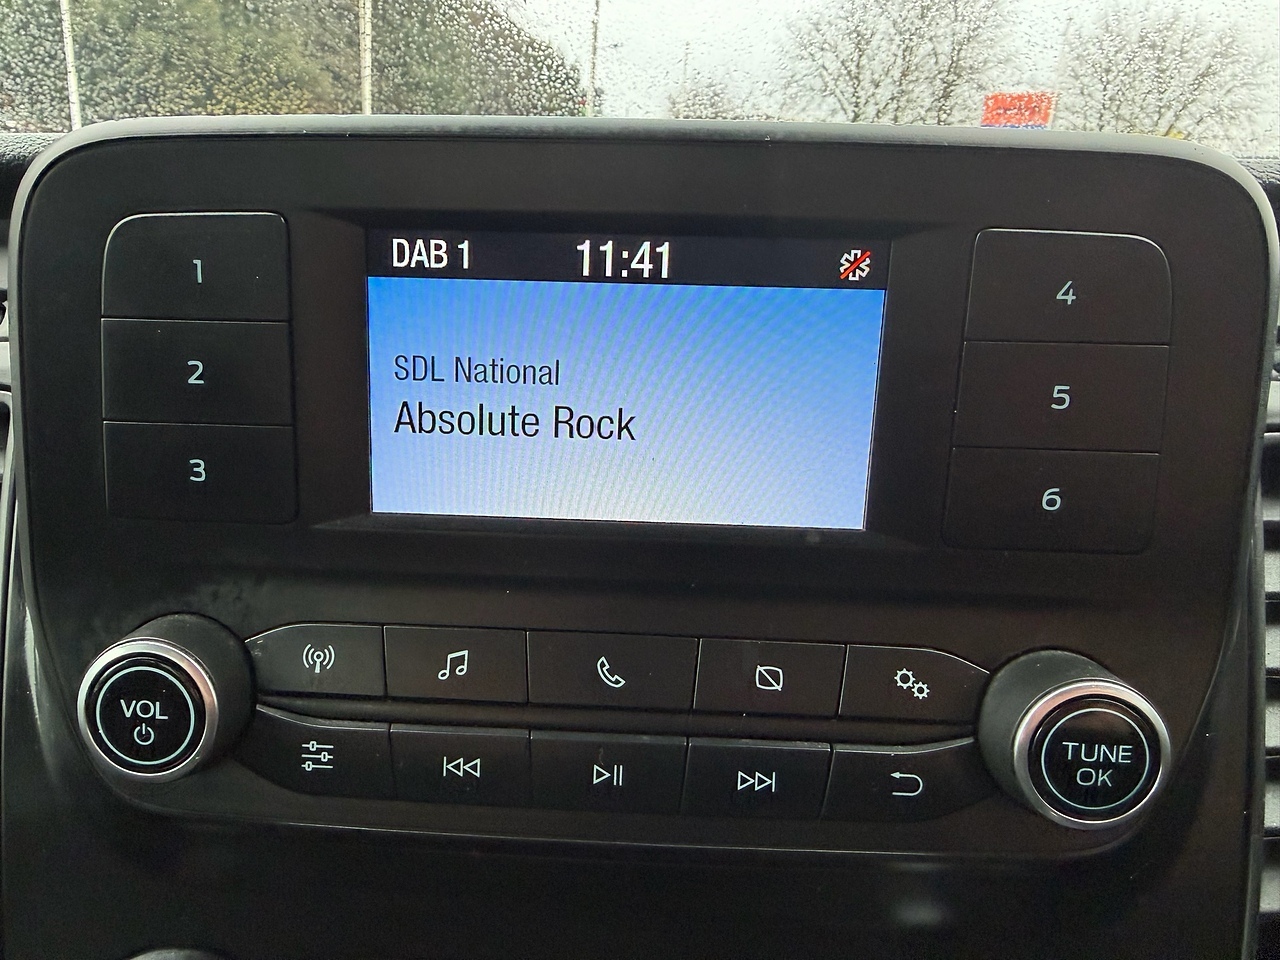 DAB 1 11:41
SDL National
Absolute Rock
1
2
3
4
5
6
VOL
TUNE
OK